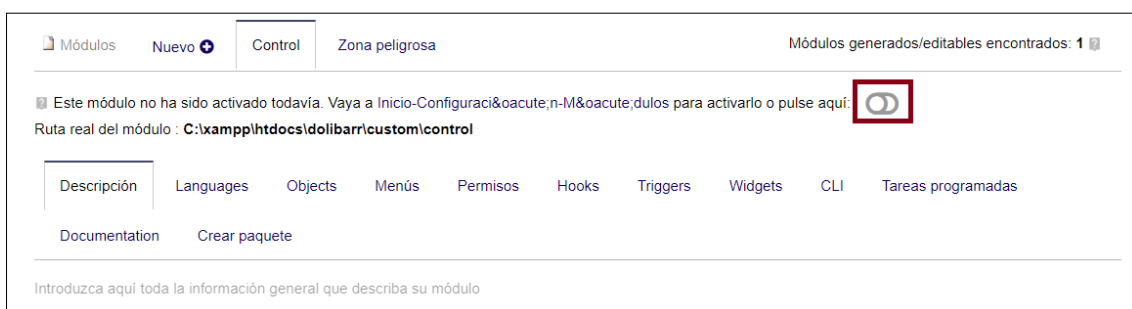 Módulos Nuevo Control Zona peligrosa Módulos generados/editables encontrados: 1
Este módulo no ha sido activado todavía. Vaya a Inicio-Configuraci&oacute;n-M&oacute;dulos para activarlo o pulse aquí:
Ruta real del módulo : C:\xampp\htdocs\dolibarr\custom\control
Descripción Languages Objects Menús Permisos Hooks Triggers Widgets CLI Tareas programadas
Documentation Crear paquete
Introduzca aquí toda la información general que describa su módulo